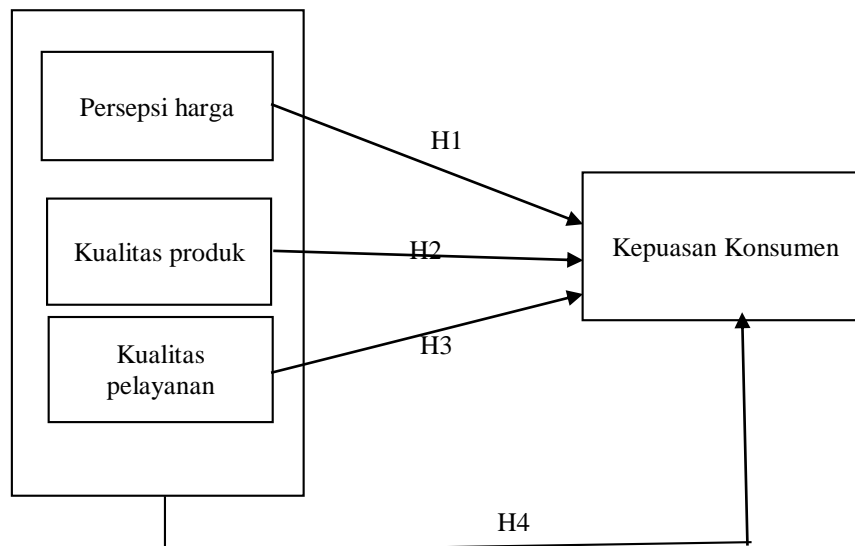 Persepsi harga
H1
Kualitas produk
H2
Kepuasan Konsumen
Kualitas
pelayanan
H3
H4